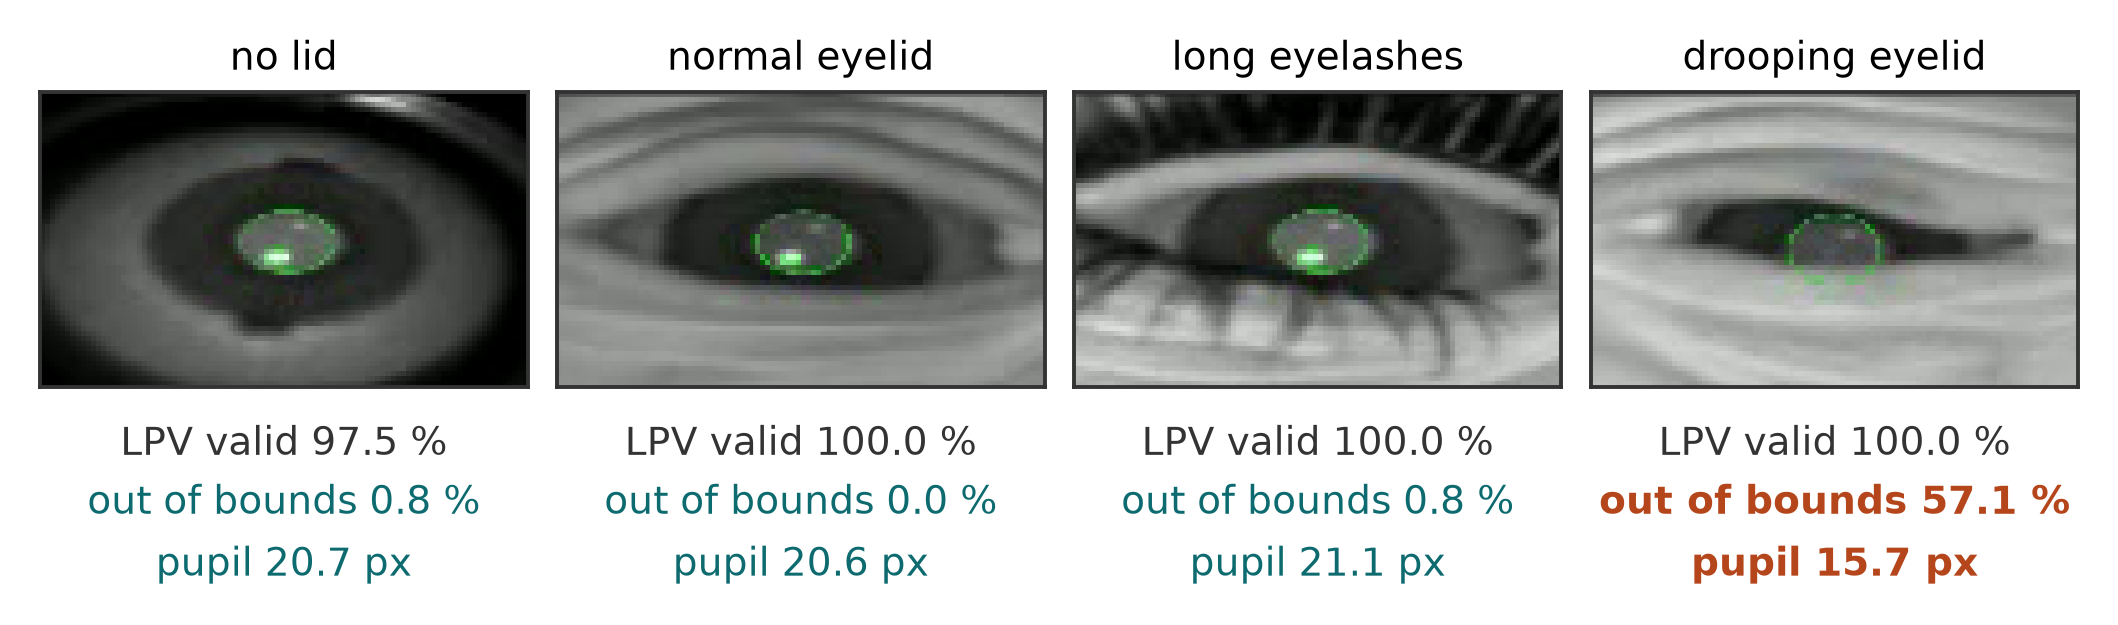 no lid
LPV valid 97.5 %
out of bounds 0.8 %
pupil 20.7 px
normal eyelid
LPV valid 100.0 %
out of bounds 0.0 %
pupil 20.6 px
long eyelashes
LPV valid 100.0 %
out of bounds 0.8 %
pupil 21.1 px
drooping eyelid
LPV valid 100.0 %
out of bounds 57.1 %
pupil 15.7 px